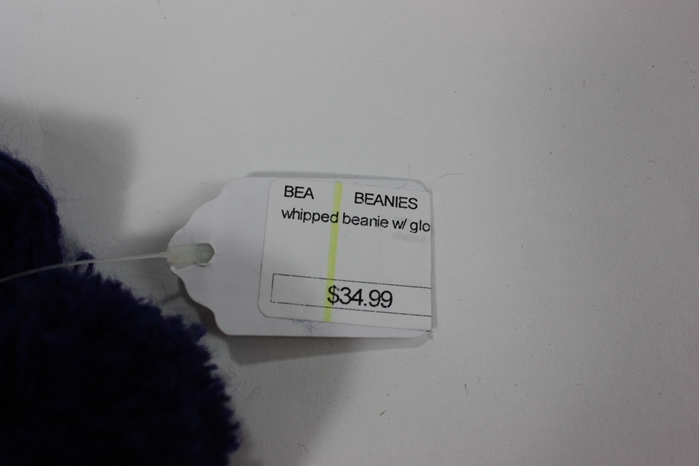 BEA BEANIES
whipped beanie w/ glo
$34.99